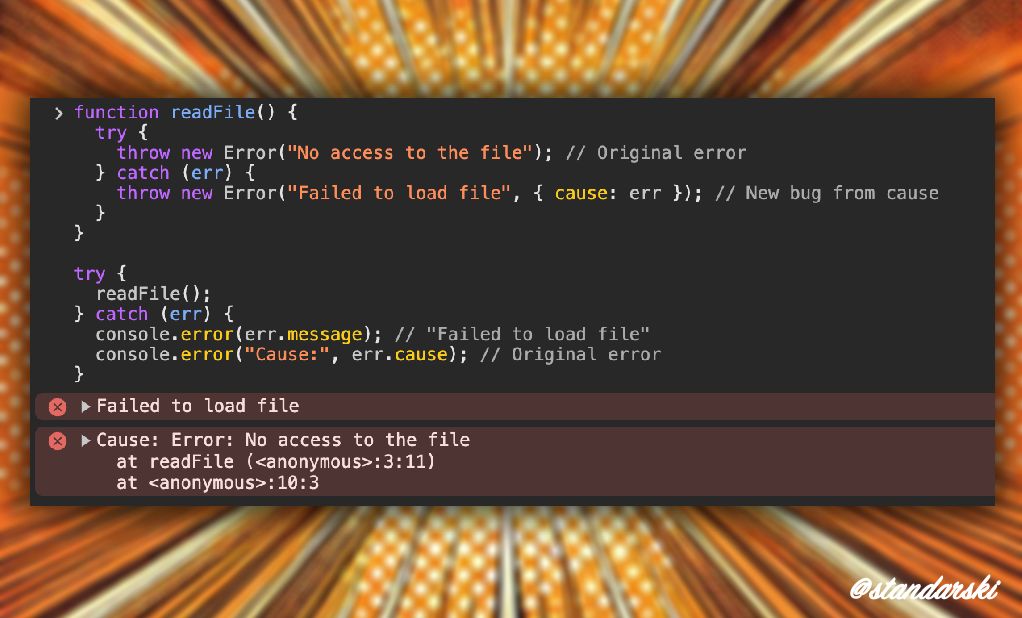 › function readFile() {
try {
throw new Error("No access to the file"); // Original error
} catch (err) {
throw new Error("Failed to load file", { cause: err }); // New bug from cause
}
}
try {
readFile();
} catch (err) {
console.error(err.message); // "Failed to load file"
console.error("Cause:", err.cause); // Original error
}
Failed to load file
Cause: Error: No access to the file
at readFile (<anonymous>:3:11)
at <anonymous>:10:3
@standarski